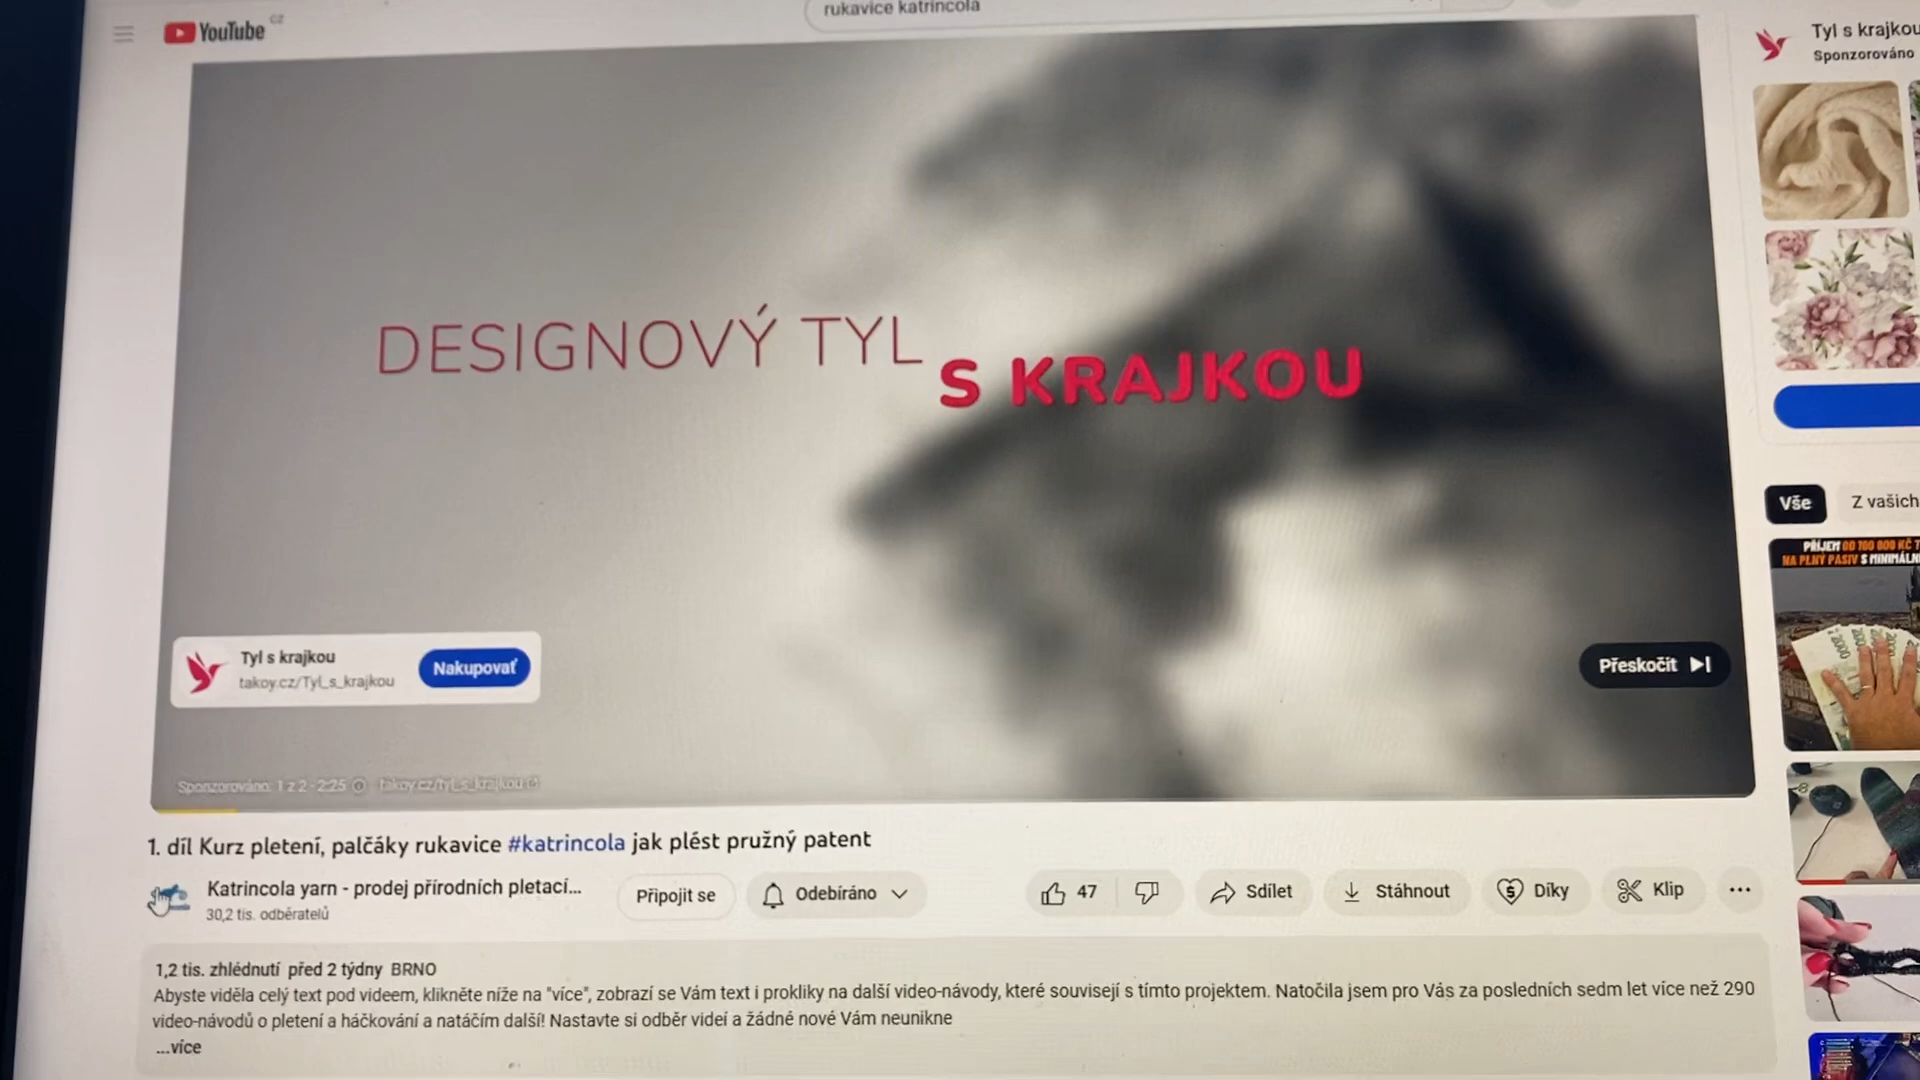 YouTube CZ
rukavice katrincola
DESIGNOVÝ TYL
S KRAJKOU
Tyl s krajkou
takoy.cz/Tyl_s_krajkou
Nakupovat
Přeskočit
Sponzorováno 1 z 2 · 2:25 takoy.cz/Tyl_s_krajkou
1. díl Kurz pletení, palčáky rukavice #katrincola jak plést pružný patent
Katrincola yarn - prodej přírodních pletací...
30,2 tis. odběratelů
Připojit se
Odebíráno
47
Sdílet
Stáhnout
Díky
Klip
1,2 tis. zhlédnutí před 2 týdny BRNO
Abyste viděla celý text pod videem, klikněte níže na "více", zobrazí se Vám text i prokliky na další video-návody, které souvisejí s tímto projektem. Natočila jsem pro Vás za posledních sedm let více než 290
video-návodů o pletení a háčkování a natáčím další! Nastavte si odběr videí a žádné nové Vám neunikne
...více
Tyl s krajkou
Sponzorováno
Vše
Z vašich
PŘÍJEM OD 100 000 KČ
NA PLNÝ PASIV S MINIMÁLN